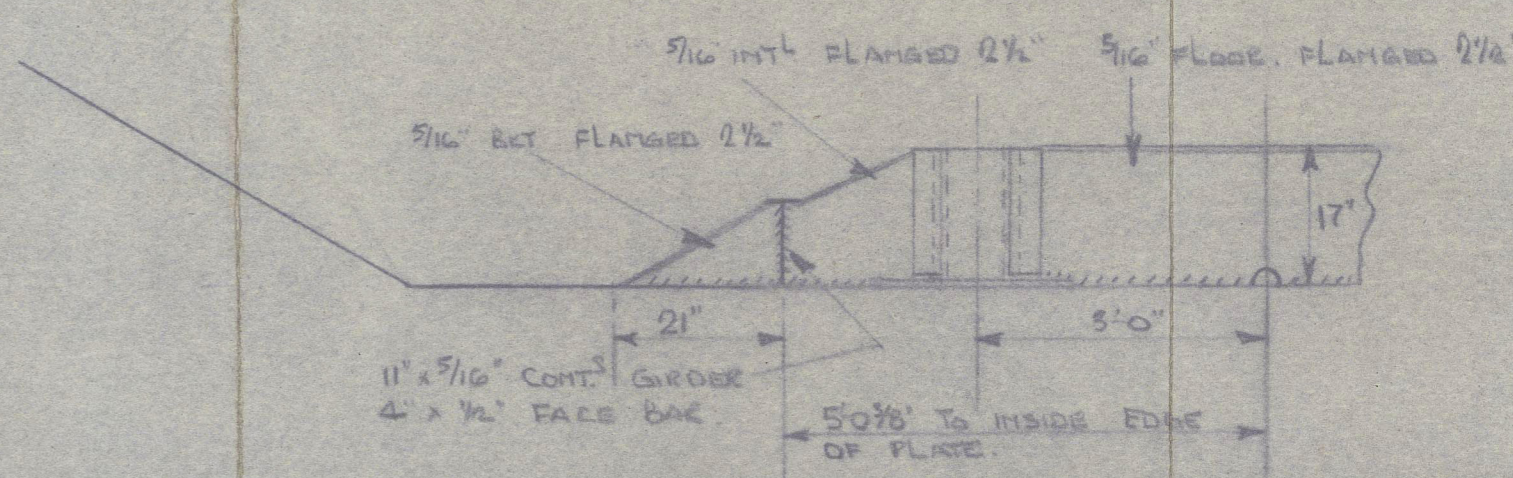 5/16" INTL FLANGED 2½"
5/16" FLOOR. FLANGED 2½"
5/16" BKT FLANGED 2½"
17"
21"
3'-0"
11" x 5/16" CONT.S GIRDER
4" x ½" FACE BAR.
5'0⅜" TO INSIDE EDGE
OF PLATE.